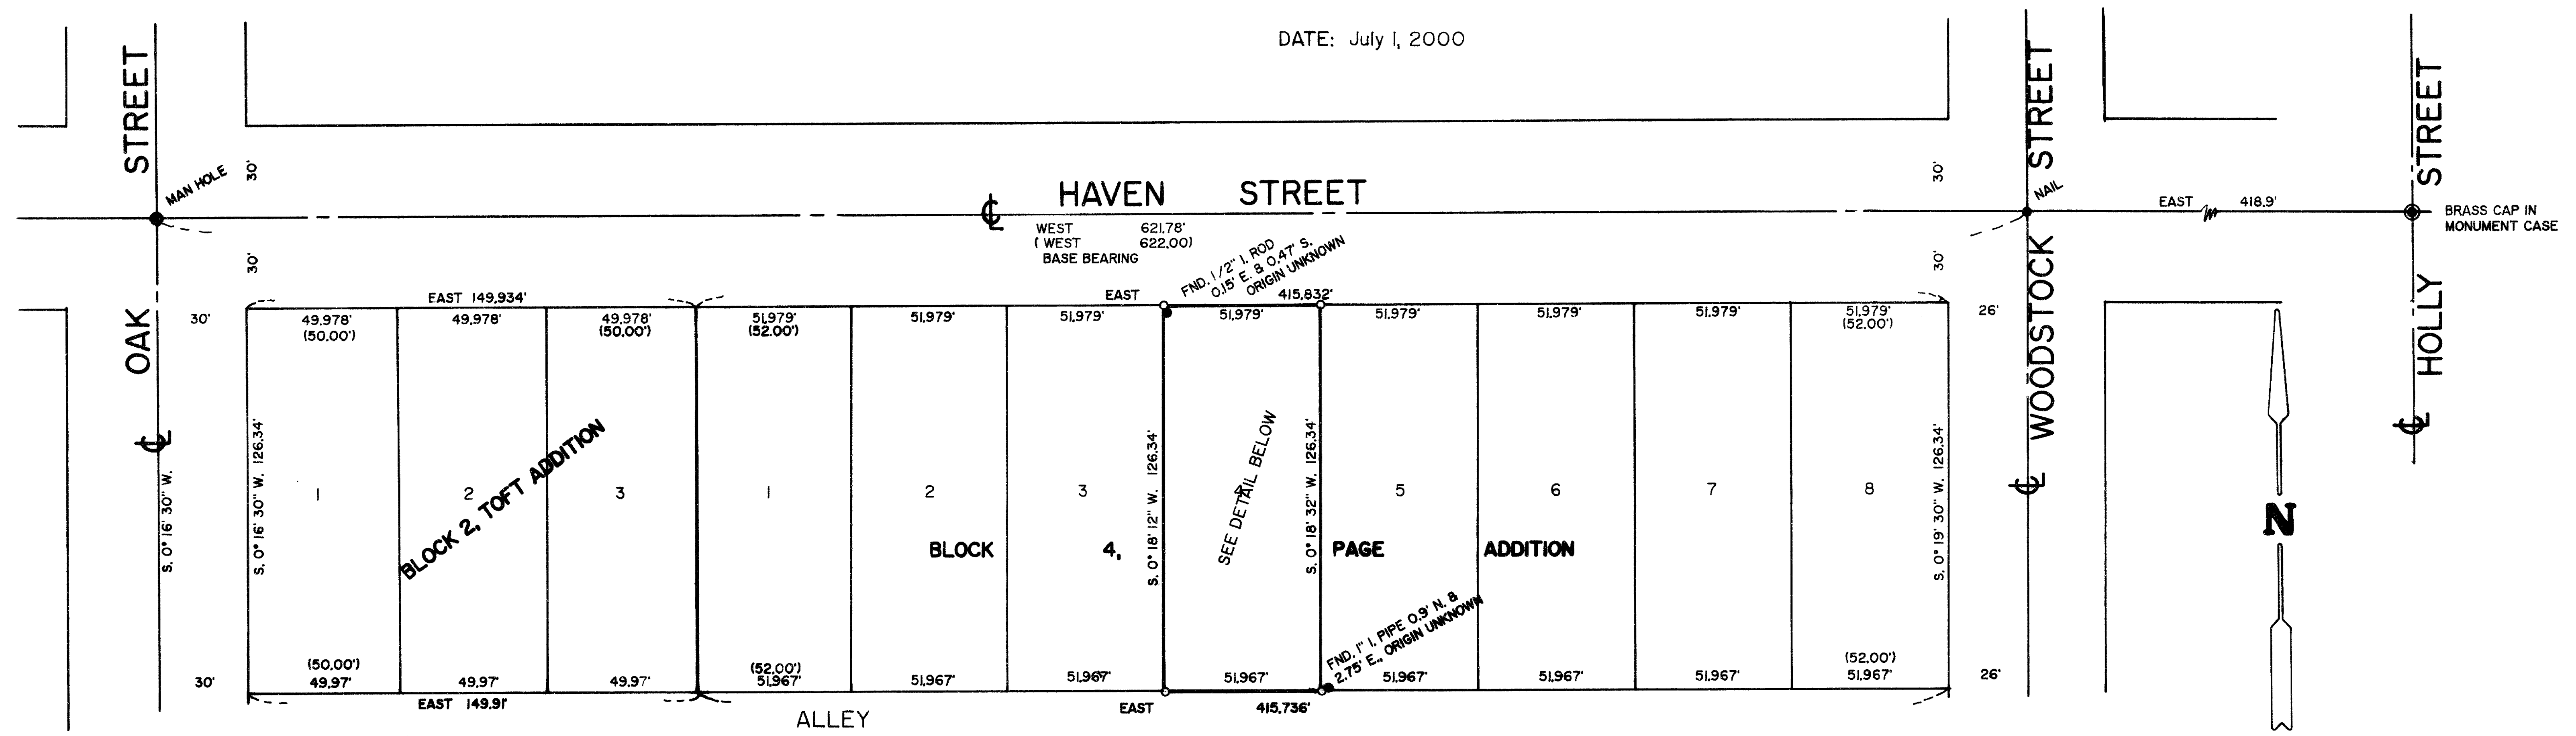 DATE: July 1, 2000
OAK STREET
MAN HOLE
30'
30'
HAVEN STREET
℄
WEST 621.78'
( WEST 622.00)
BASE BEARING
30'
30'
WOODSTOCK STREET
NAIL
EAST 418.9'
HOLLY STREET
BRASS CAP IN
MONUMENT CASE
FND. 1/2" I. ROD
0.15' E. & 0.47' S.
ORIGIN UNKNOWN
EAST 149.934'
EAST 415.832'
30'
49.978'
(50.00')
49.978'
49.978'
(50.00')
51.979'
(52.00')
51.979'
51.979'
51.979'
51.979'
51.979'
51.979'
51.979'
(52.00')
26'
℄
S. 0° 16' 30" W.
S. 0° 16' 30" W. 126.34'
1
2
3
BLOCK 2, TOFT ADDITION
1
2
3
S. 0° 18' 12" W. 126.34'
4
SEE DETAIL BELOW
S. 0° 18' 32" W. 126.34'
5
6
7
8
S. 0° 19' 30" W. 126.34'
℄
℄
BLOCK 4, PAGE ADDITION
N
FND. 1" I. PIPE 0.9' N. &
2.75' E., ORIGIN UNKNOWN
30'
(50.00')
49.97'
49.97'
49.97'
(52.00')
51.967'
51.967'
51.967'
51.967'
51.967'
51.967'
51.967'
(52.00')
51.967'
26'
EAST 149.91'
ALLEY
EAST 415.736'